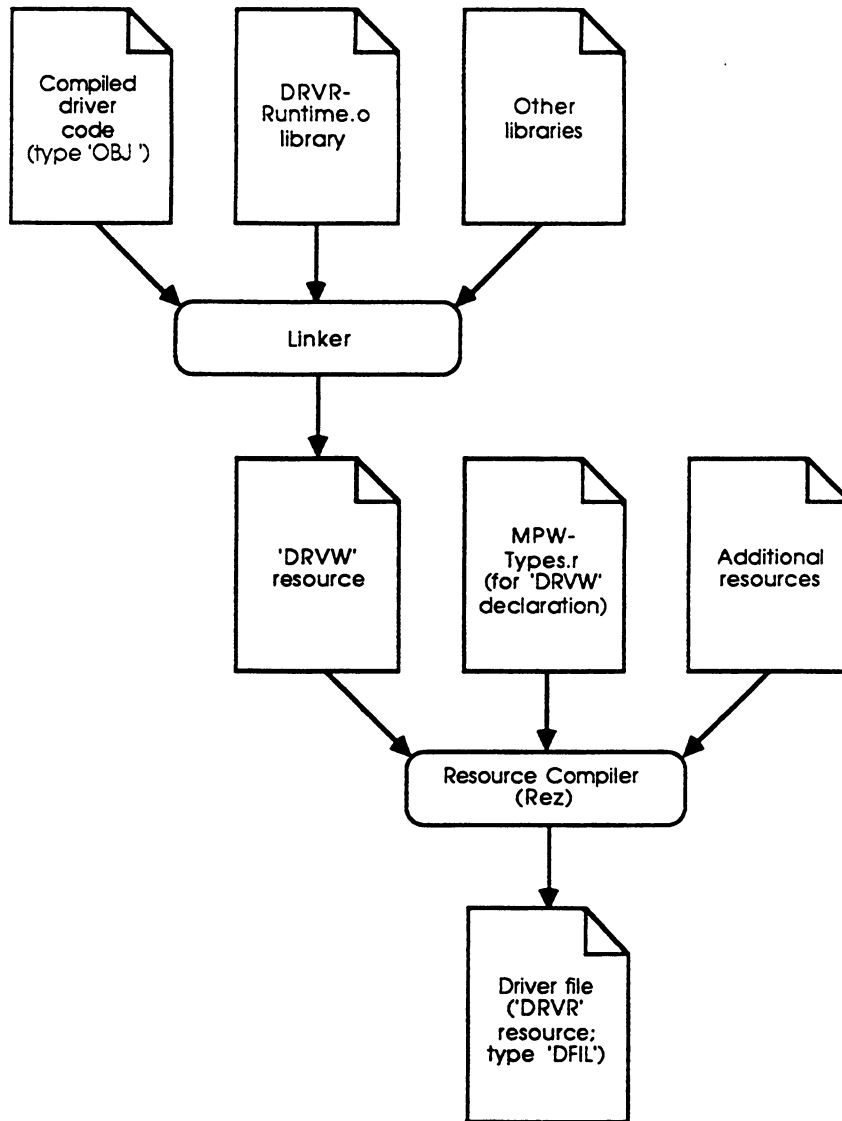 Compiled
driver
code
(type 'OBJ ')
DRVR-
Runtime.o
library
Other
libraries
Linker
'DRVW'
resource
MPW-
Types.r
(for 'DRVW'
declaration)
Additional
resources
Resource Compiler
(Rez)
Driver file
('DRVR'
resource;
type 'DFIL')